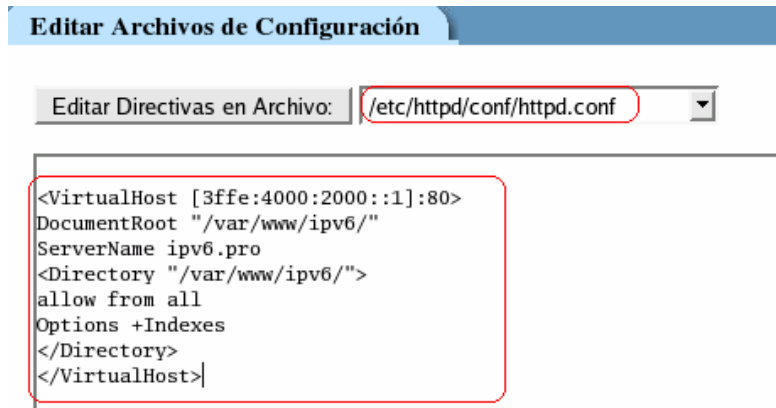 Editar Archivos de Configuración
Editar Directivas en Archivo: /etc/httpd/conf/httpd.conf
<VirtualHost [3ffe:4000:2000::1]:80>
DocumentRoot "/var/www/ipv6/"
ServerName ipv6.pro
<Directory "/var/www/ipv6/">
allow from all
Options +Indexes
</Directory>
</VirtualHost>